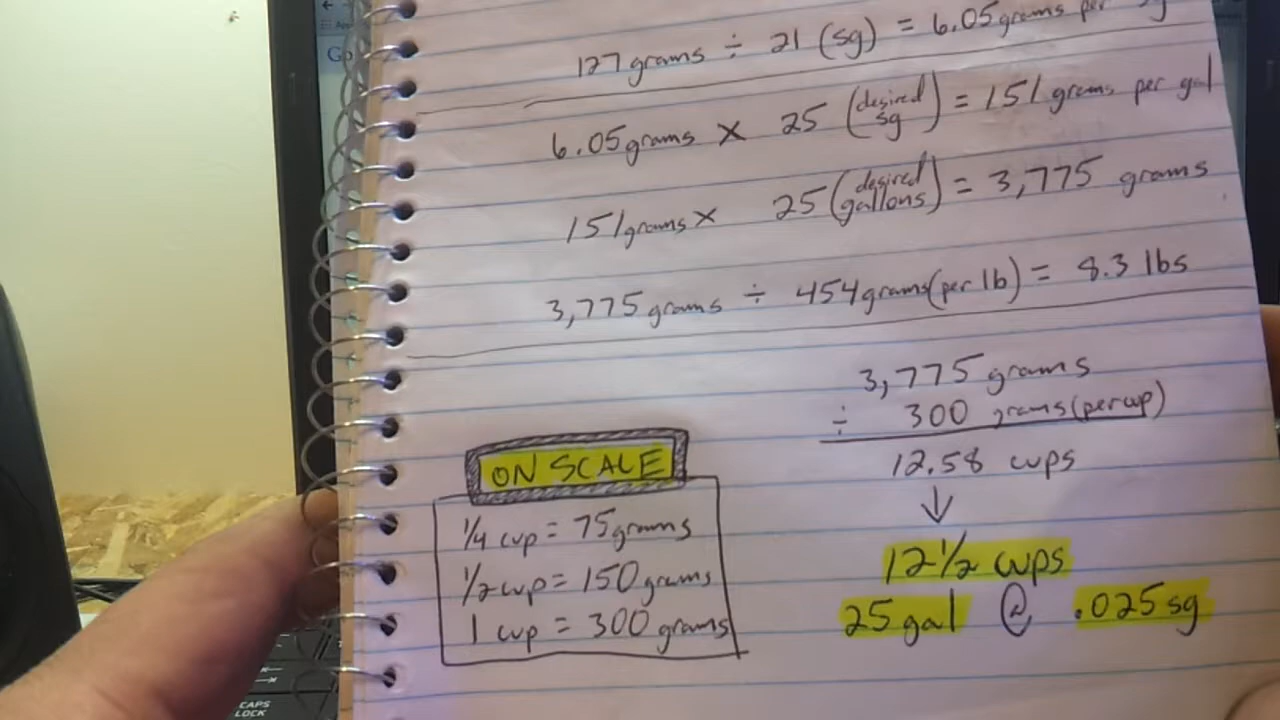 127 grams ÷ 21 (sg) = 6.05 grams per sg
6.05 grams x 25 (desired sg) = 151 grams per gal
151 grams x 25 (desired gallons) = 3,775 grams
3,775 grams ÷ 454 grams (per lb) = 8.3 lbs
3,775 grams
÷ 300 grams (per cup)
12.58 cups
↓
12 1/2 cups
25 gal @ .025 sg
ON SCALE
1/4 cup = 75 grams
1/2 cup = 150 grams
1 cup = 300 grams
CAPS
LOCK